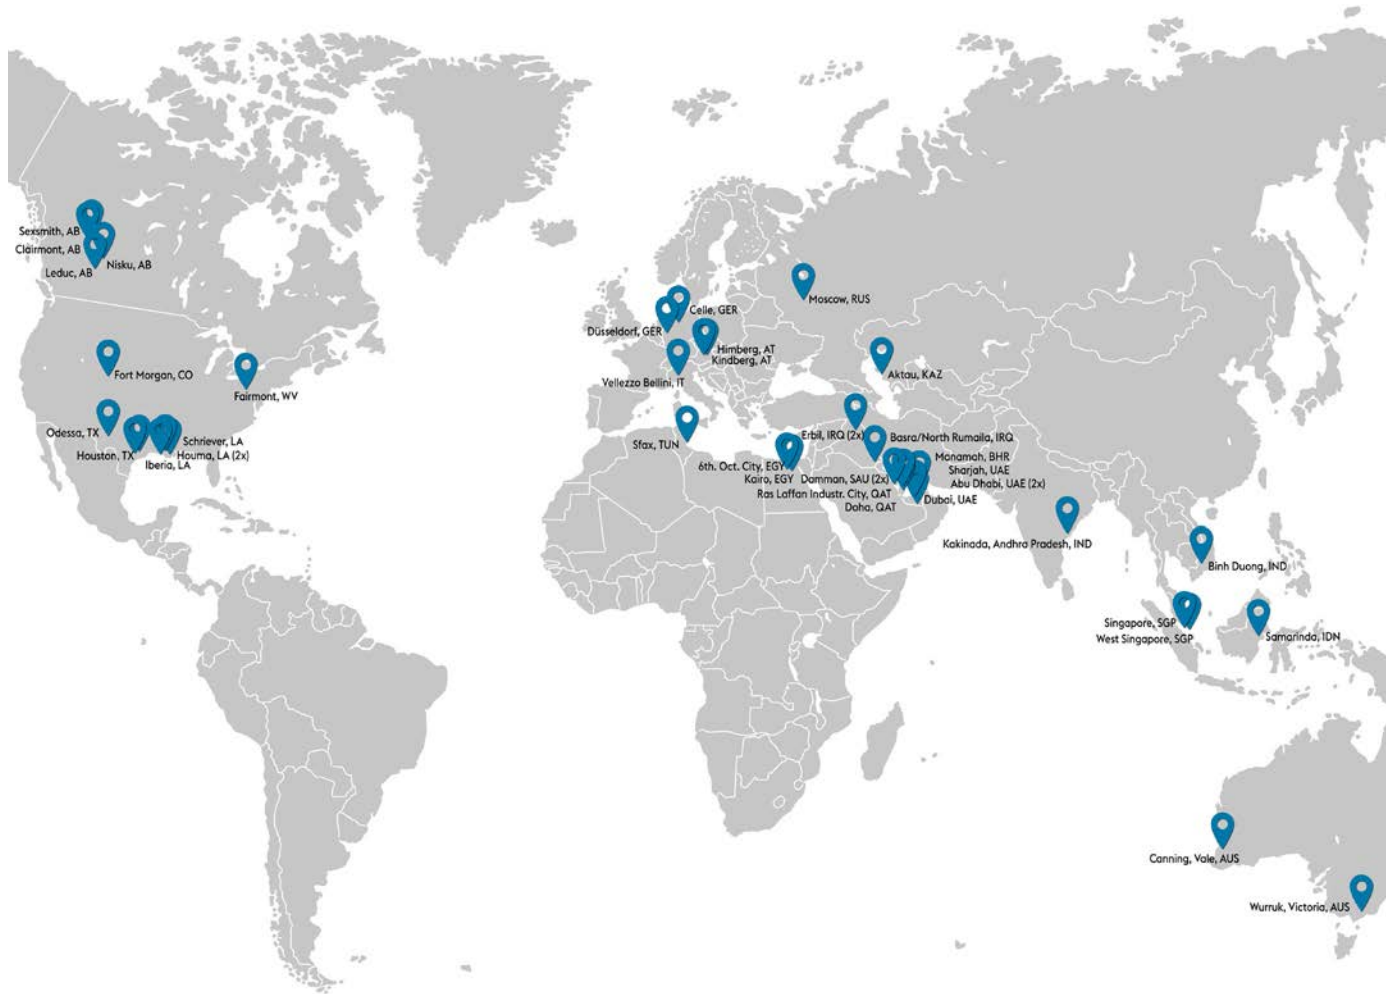 Sexsmith, AB
Clairmont, AB
Nisku, AB
Leduc, AB
Fort Morgan, CO
Fairmont, WV
Odessa, TX
Houston, TX
Schriever, LA
Houma, LA (2x)
Iberia, LA
Moscow, RUS
Celle, GER
Düsseldorf, GER
Himberg, AT
Kindberg, AT
Vellezzo Bellini, IT
Aktau, KAZ
Sfax, TUN
Erbil, IRQ (2x)
Basra/North Rumaila, IRQ
6th. Oct. City, EGY
Kairo, EGY
Damman, SAU (2x)
Manamah, BHR
Sharjah, UAE
Abu Dhabi, UAE (2x)
Ras Laffan Industr. City, QAT
Doha, QAT
Dubai, UAE
Kakinada, Andhra Pradesh, IND
Binh Duong, IND
Singapore, SGP
West Singapore, SGP
Samarinda, IDN
Canning, Vale, AUS
Wurruk, Victoria, AUS